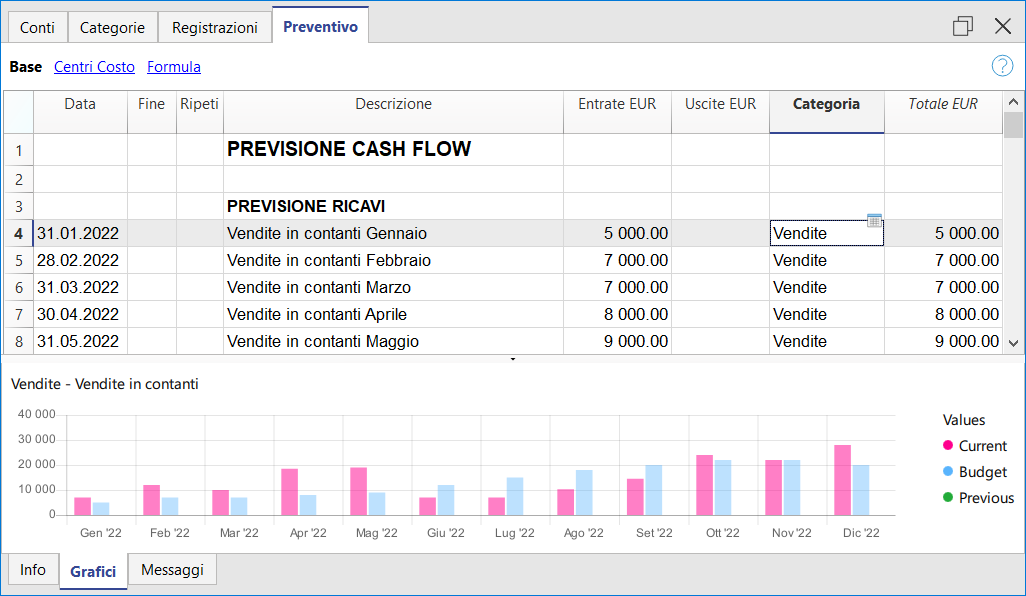 Conti Categorie Registrazioni Preventivo
Base Centri Costo Formula
?
Data Fine Ripeti Descrizione Entrate EUR Uscite EUR Categoria Totale EUR
1 PREVISIONE CASH FLOW
2
3 PREVISIONE RICAVI
4 31.01.2022 Vendite in contanti Gennaio 5 000.00 Vendite 5 000.00
5 28.02.2022 Vendite in contanti Febbraio 7 000.00 Vendite 7 000.00
6 31.03.2022 Vendite in contanti Marzo 7 000.00 Vendite 7 000.00
7 30.04.2022 Vendite in contanti Aprile 8 000.00 Vendite 8 000.00
8 31.05.2022 Vendite in contanti Maggio 9 000.00 Vendite 9 000.00
Vendite - Vendite in contanti
40 000
30 000
20 000
10 000
0
Gen '22 Feb '22 Mar '22 Apr '22 Mag '22 Giu '22 Lug '22 Ago '22 Set '22 Ott '22 Nov '22 Dic '22
Values
Current
Budget
Previous
Info Grafici Messaggi